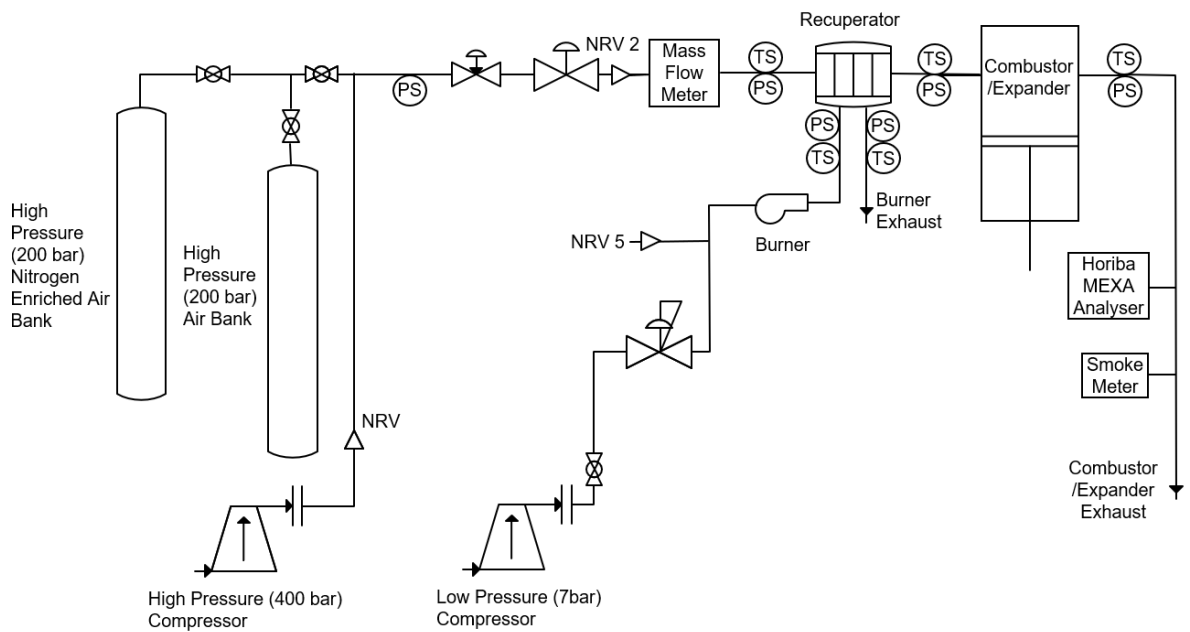 Recuperator
NRV 2
Mass
Flow
Meter
TS
PS
TS
PS
Combustor
/Expander
TS
PS
PS
PS
TS
PS
TS
Burner
Exhaust
High
Pressure
(200 bar)
Nitrogen
Enriched Air
Bank
High
Pressure
(200 bar)
Air Bank
NRV 5
Burner
Horiba
MEXA
Analyser
Smoke
Meter
NRV
Combustor
/Expander
Exhaust
High Pressure (400 bar)
Compressor
Low Pressure (7bar)
Compressor